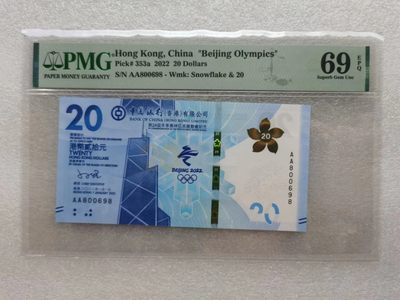 PMG
PAPER MONEY GUARANTY
Hong Kong, China "Beijing Olympics"
Pick# 353a 2022 20 Dollars
S/N AA800698 - Wmk: Snowflake & 20
69 EPQ
Superb Gem Unc
20
中國銀行(香港)有限公司
BANK OF CHINA (HONG KONG) LIMITED
港幣貳拾元
TWENTY
HONG KONG DOLLARS
AA800698
BEIJING 2022
20
AA800698
20